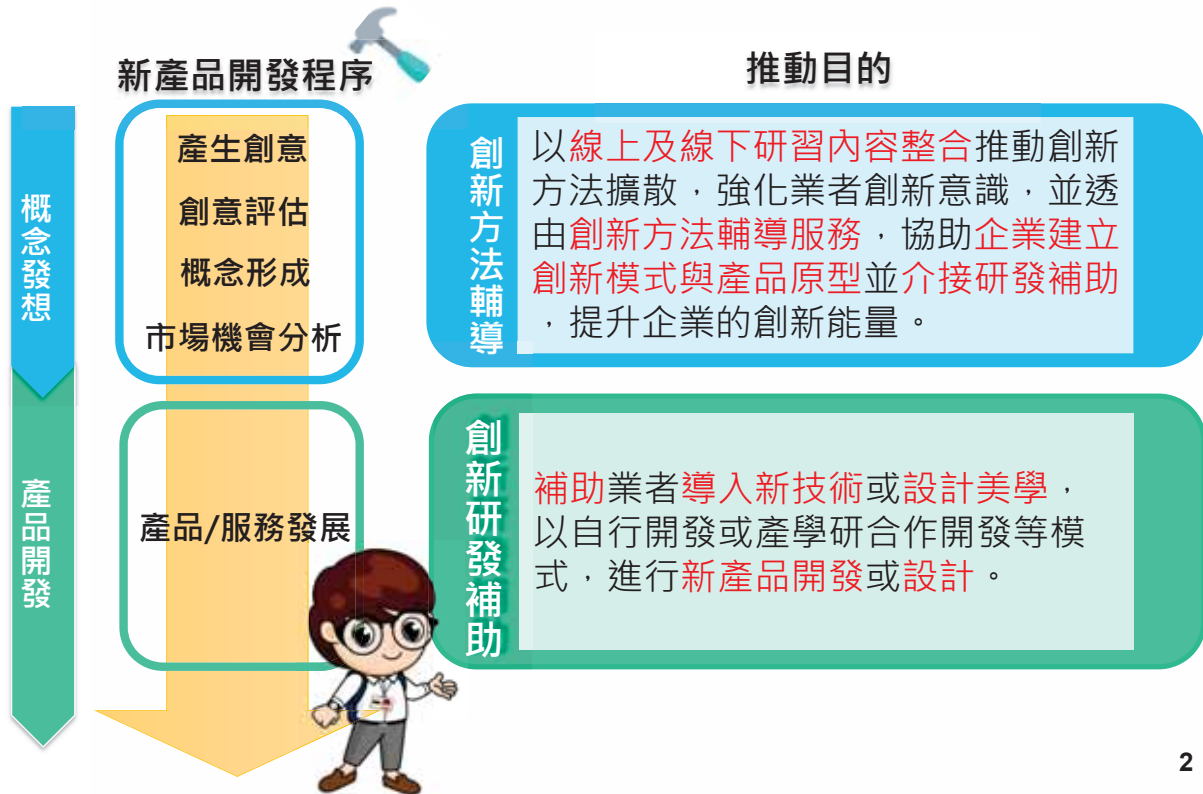 新產品開發程序
推動目的
概念發想
產生創意
創意評估
概念形成
市場機會分析
創新方法輔導
以線上及線下研習內容整合推動創新
方法擴散，強化業者創新意識，並透
由創新方法輔導服務，協助企業建立
創新模式與產品原型並介接研發補助
，提升企業的創新能量。
產品開發
產品/服務發展
創新研發補助
補助業者導入新技術或設計美學，
以自行開發或產學研合作開發等模
式，進行新產品開發或設計。
2